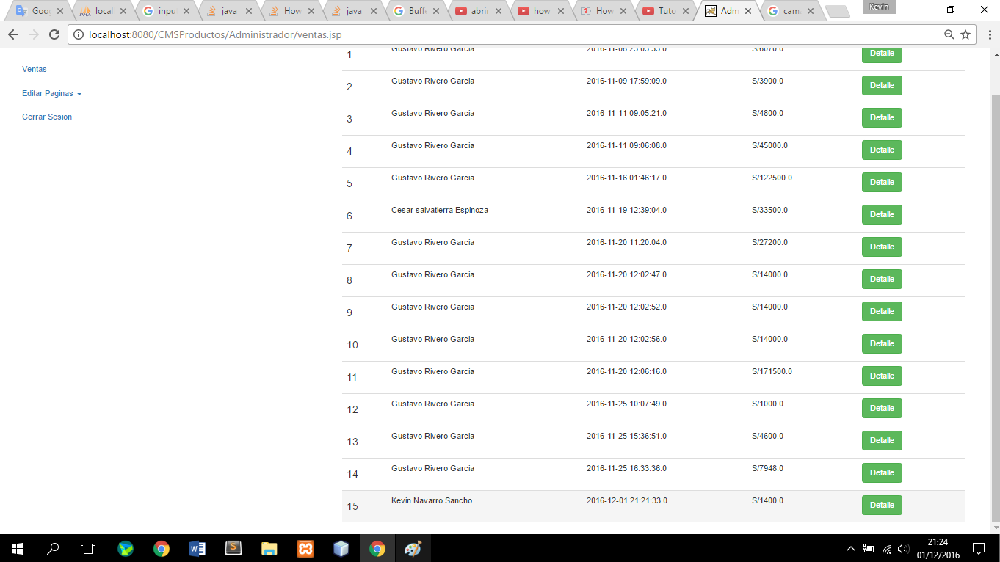 Goo
local
inpu
java
How
java
Buff
abrir
how
How
Tuto
Adm
cam
Kevin
localhost:8080/CMSProductos/Administrador/ventas.jsp
Ventas
Editar Paginas
Cerrar Sesion
1 Gustavo Rivero Garcia Detalle
2 Gustavo Rivero Garcia 2016-11-09 17:59:09.0 S/3900.0 Detalle
3 Gustavo Rivero Garcia 2016-11-11 09:05:21.0 S/4800.0 Detalle
4 Gustavo Rivero Garcia 2016-11-11 09:06:08.0 S/45000.0 Detalle
5 Gustavo Rivero Garcia 2016-11-16 01:46:17.0 S/122500.0 Detalle
6 Cesar salvatierra Espinoza 2016-11-19 12:39:04.0 S/33500.0 Detalle
7 Gustavo Rivero Garcia 2016-11-20 11:20:04.0 S/27200.0 Detalle
8 Gustavo Rivero Garcia 2016-11-20 12:02:47.0 S/14000.0 Detalle
9 Gustavo Rivero Garcia 2016-11-20 12:02:52.0 S/14000.0 Detalle
10 Gustavo Rivero Garcia 2016-11-20 12:02:56.0 S/14000.0 Detalle
11 Gustavo Rivero Garcia 2016-11-20 12:06:16.0 S/171500.0 Detalle
12 Gustavo Rivero Garcia 2016-11-25 10:07:49.0 S/1000.0 Detalle
13 Gustavo Rivero Garcia 2016-11-25 15:36:51.0 S/4600.0 Detalle
14 Gustavo Rivero Garcia 2016-11-25 16:33:36.0 S/7948.0 Detalle
15 Kevin Navarro Sancho 2016-12-01 21:21:33.0 S/1400.0 Detalle
21:24
01/12/2016